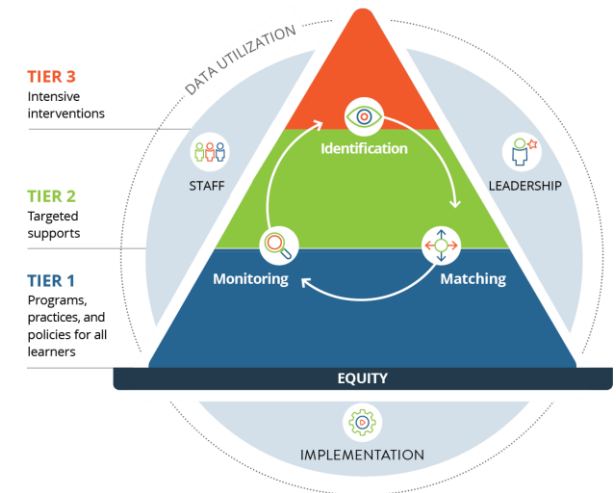 DATA UTILIZATION
TIER 3
Intensive
interventions
Identification
STAFF
LEADERSHIP
TIER 2
Targeted
supports
Monitoring
Matching
TIER 1
Programs,
practices, and
policies for all
learners
EQUITY
IMPLEMENTATION